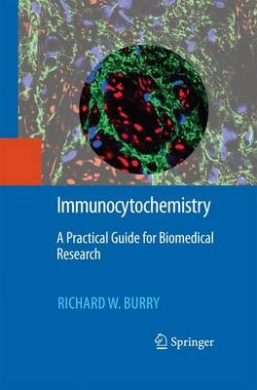 Immunocytochemistry
A Practical Guide for Biomedical
Research
RICHARD W. BURRY
Springer